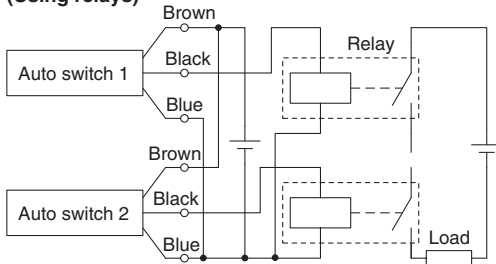 (Using relays)
Brown
Relay
Auto switch 1
Black
Blue
Brown
Auto switch 2
Black
Blue
Load